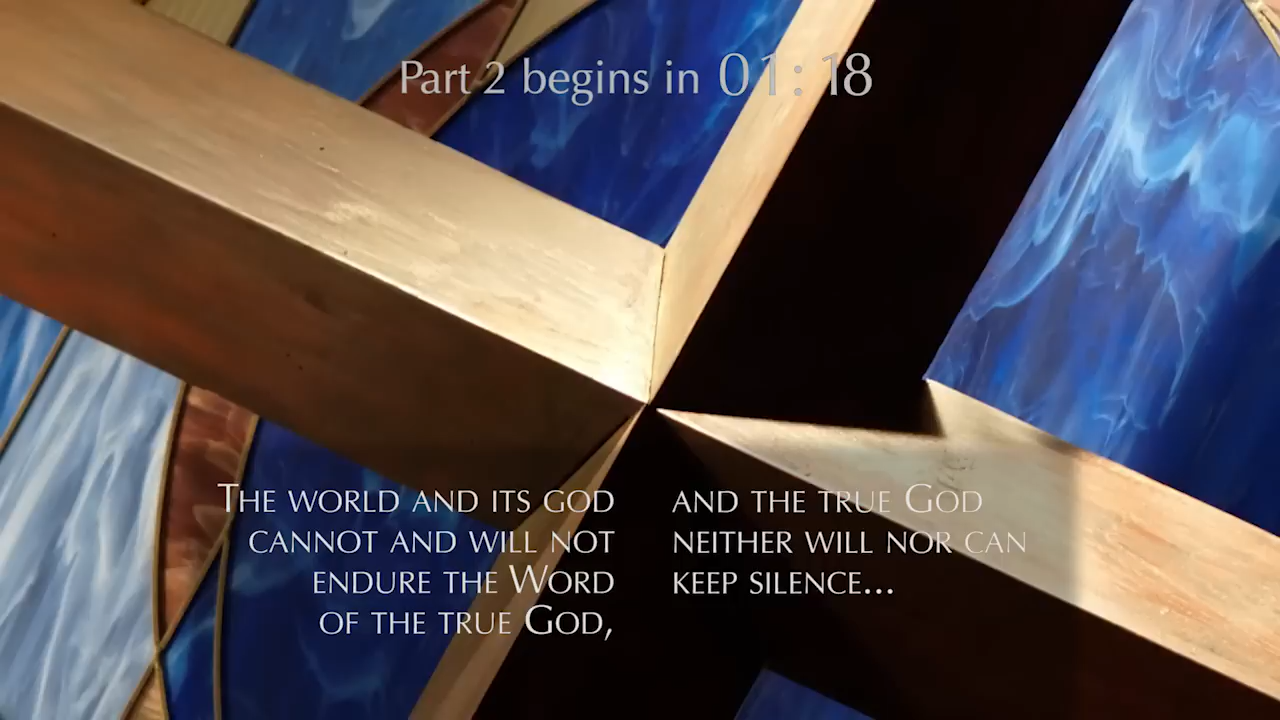 Part 2 begins in 01:18
The world and its god
cannot and will not
endure the Word
of the true God,
and the true God
neither will nor can
keep silence...